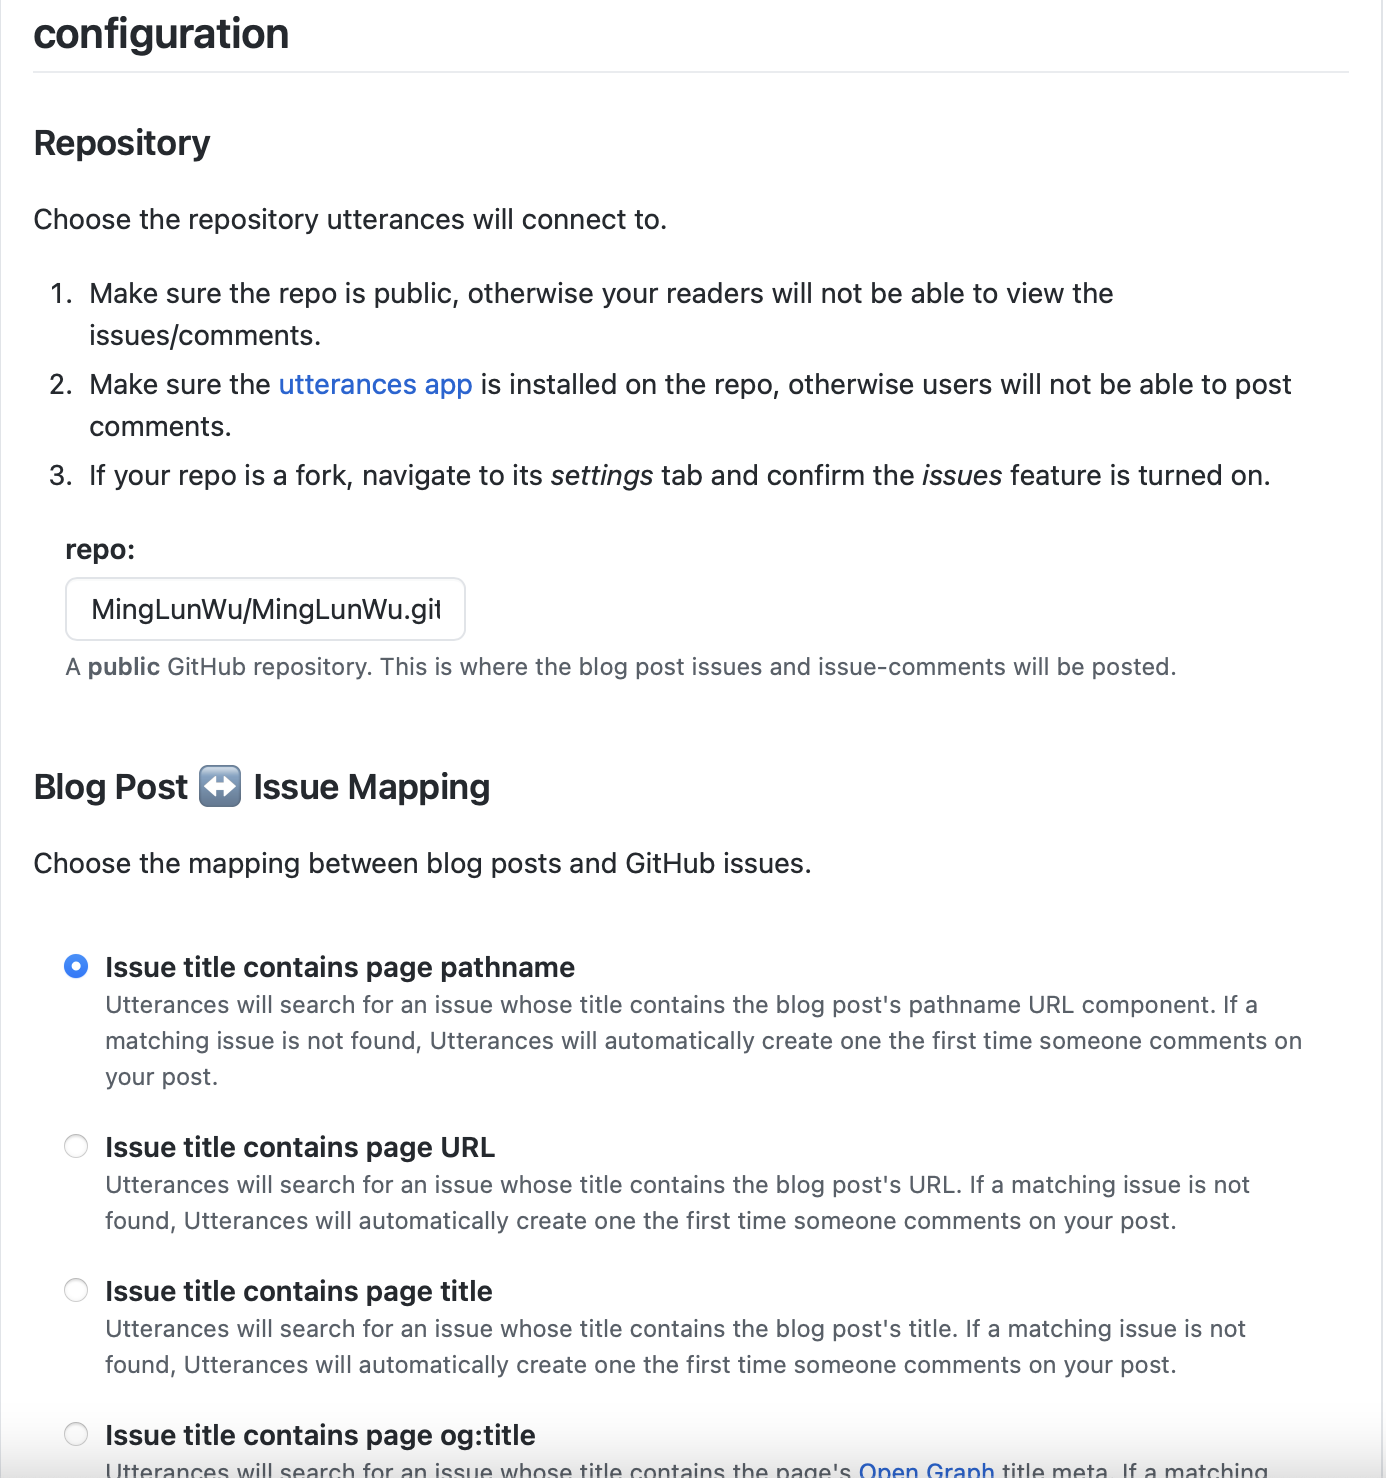 configuration
Repository
Choose the repository utterances will connect to.
1. Make sure the repo is public, otherwise your readers will not be able to view the
issues/comments.
2. Make sure the utterances app is installed on the repo, otherwise users will not be able to post
comments.
3. If your repo is a fork, navigate to its settings tab and confirm the issues feature is turned on.
repo:
MingLunWu/MingLunWu.git
A public GitHub repository. This is where the blog post issues and issue-comments will be posted.
Blog Post ↔️ Issue Mapping
Choose the mapping between blog posts and GitHub issues.
Issue title contains page pathname
Utterances will search for an issue whose title contains the blog post's pathname URL component. If a
matching issue is not found, Utterances will automatically create one the first time someone comments on
your post.
Issue title contains page URL
Utterances will search for an issue whose title contains the blog post's URL. If a matching issue is not
found, Utterances will automatically create one the first time someone comments on your post.
Issue title contains page title
Utterances will search for an issue whose title contains the blog post's title. If a matching issue is not
found, Utterances will automatically create one the first time someone comments on your post.
Issue title contains page og:title
Utterances will search for an issue whose title contains the page's Open Graph title meta. If a matching